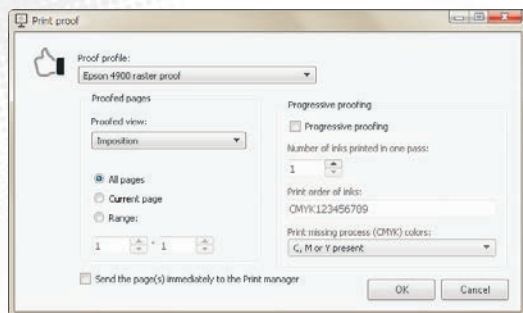 Print proof
Proof profile:
Epson 4900 raster proof
Proofed pages
Proofed view:
Imposition
All pages
Current page
Range:
1 - 1
Progressive proofing
Progressive proofing
Number of inks printed in one pass:
1
Print order of inks:
CMYK123456789
Print missing process (CMYK) colors:
C, M or Y present
Send the page(s) immediately to the Print manager
OK
Cancel